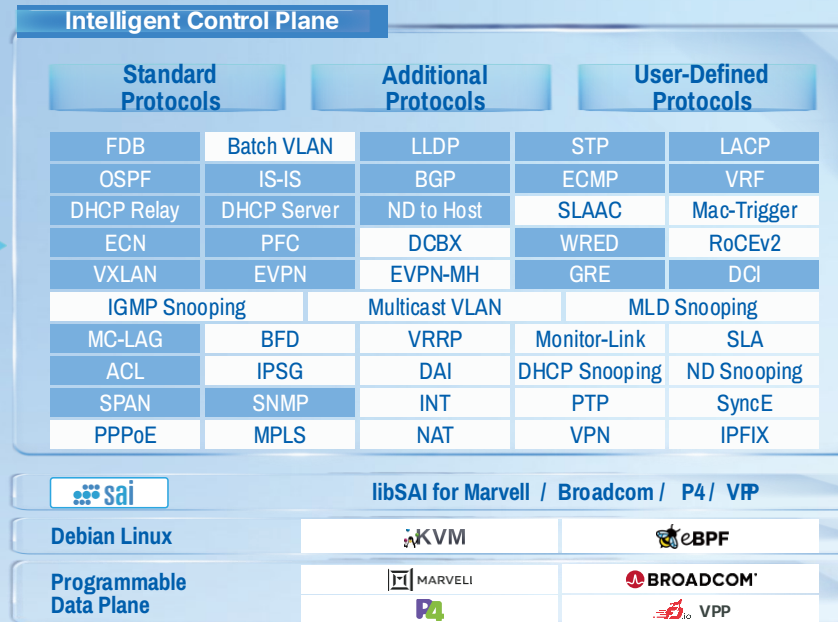 Intelligent Control Plane
Standard Protocols
Additional Protocols
User-Defined Protocols
FDB Batch VLAN LLDP STP LACP
OSPF IS-IS BGP ECMP VRF
DHCP Relay DHCP Server ND to Host SLAAC Mac-Trigger
ECN PFC DCBX WRED RoCEv2
VXLAN EVPN EVPN-MH GRE DCI
IGMP Snooping Multicast VLAN MLD Snooping
MC-LAG BFD VRRP Monitor-Link SLA
ACL IPSG DAI DHCP Snooping ND Snooping
SPAN SNMP INT PTP SyncE
PPPoE MPLS NAT VPN IPFIX
sai libSAI for Marvell / Broadcom / P4 / VPP
Debian Linux KVM eBPF
Programmable
Data Plane
MARVELL BROADCOM
P4 .io VPP